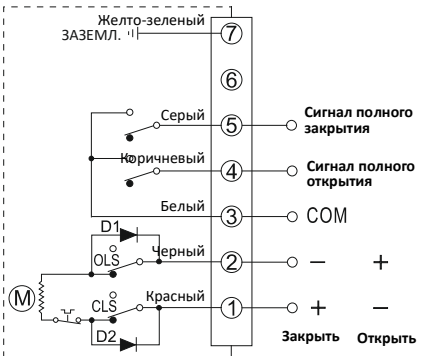 Желто-зеленый
ЗАЗЕМЛ.
7
6
Серый
5
Сигнал полного
закрытия
Коричневый
4
Сигнал полного
открытия
Белый
3
COM
D1
OLS
Черный
2
− +
M
CLS
Красный
1
+ −
D2
Закрыть Открыть